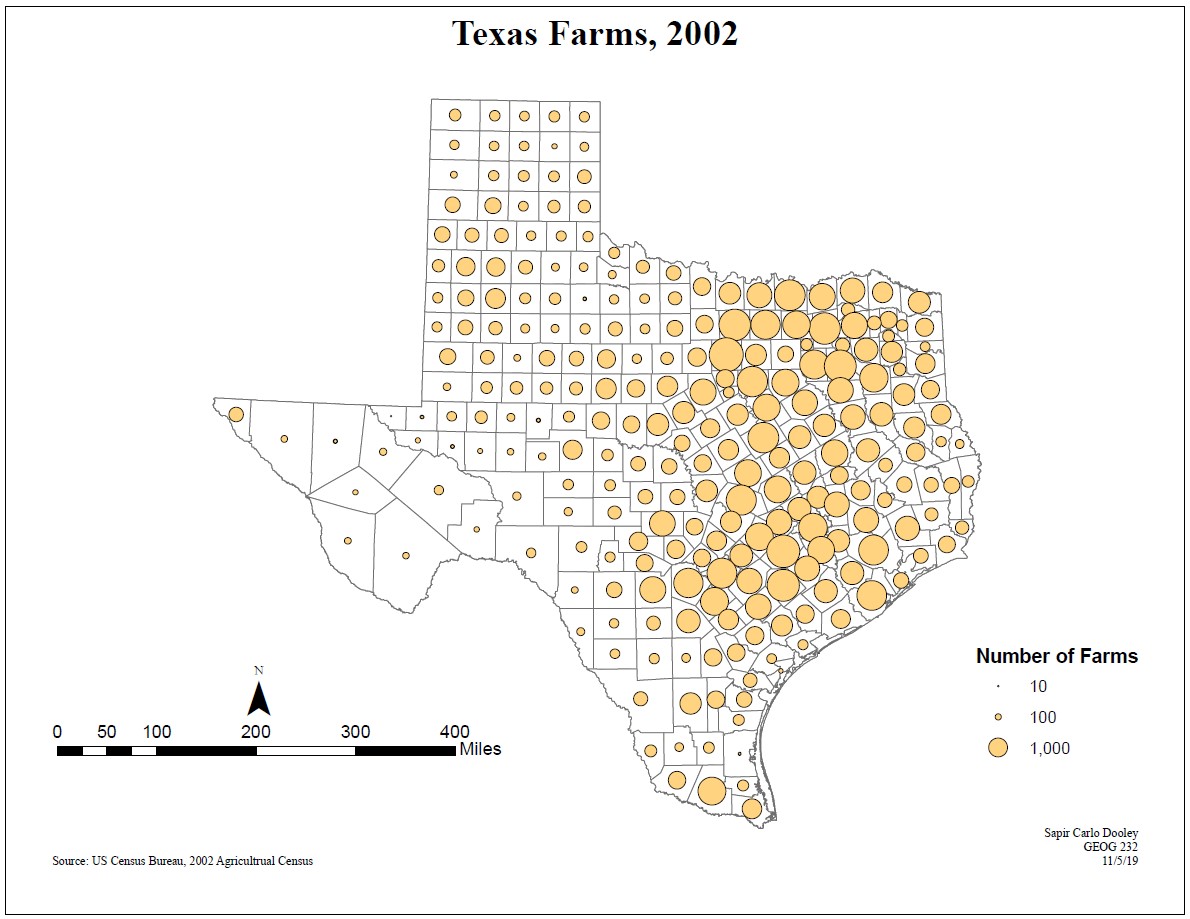 Texas Farms, 2002
N
0 50 100 200 300 400
Miles
Number of Farms
10
100
1,000
Sapir Carlo Dooley
GEOG 232
11/5/19
Source: US Census Bureau, 2002 Agricultrual Census